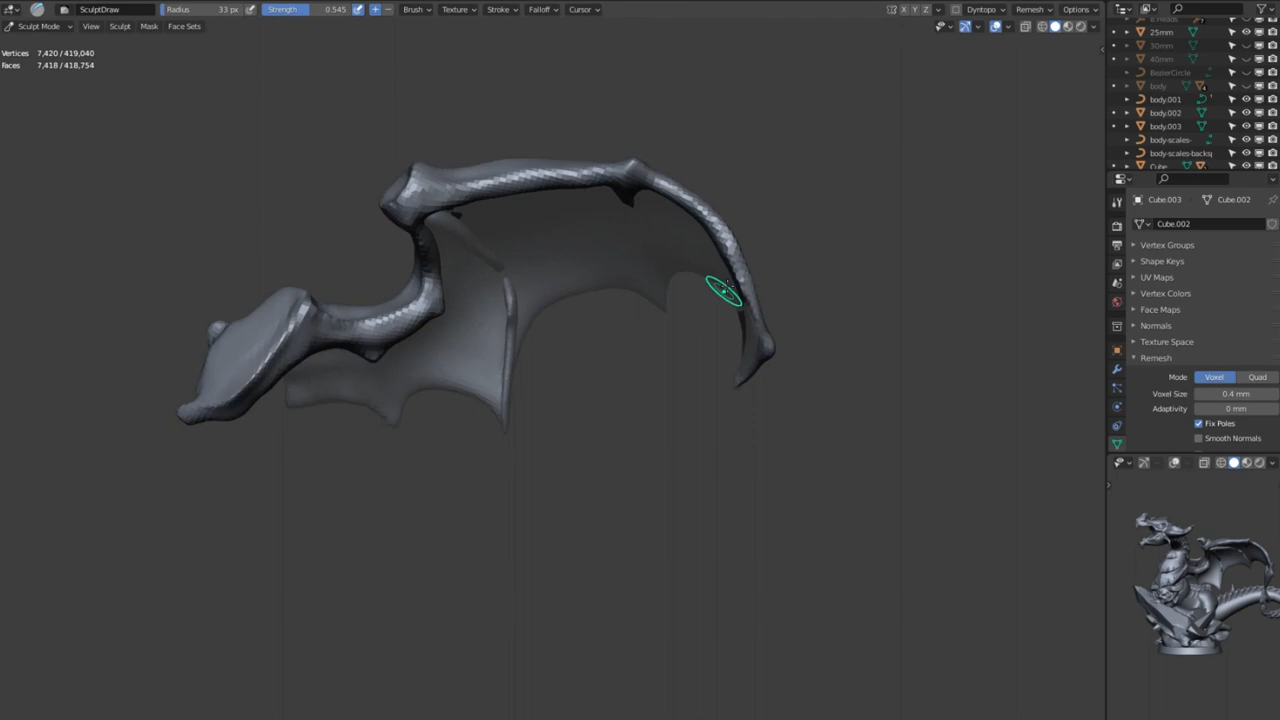 SculptDraw Radius 33 px Strength 0.545 + − Brush Texture Stroke Falloff Cursor X Y Z Dyntopo Remesh Options
Sculpt Mode View Sculpt Mask Face Sets
Vertices 7,420 / 419,040
Faces 7,418 / 418,754
25mm
30mm
40mm
BezierCircle
body
body.001
body.002
body.003
body-scales-
body-scales-backsp
Cube
Cube.003 Cube.002
Cube.002
Vertex Groups
Shape Keys
UV Maps
Vertex Colors
Face Maps
Normals
Texture Space
Remesh
Mode Voxel Quad
Voxel Size 0.4 mm
Adaptivity 0 mm
Fix Poles
Smooth Normals